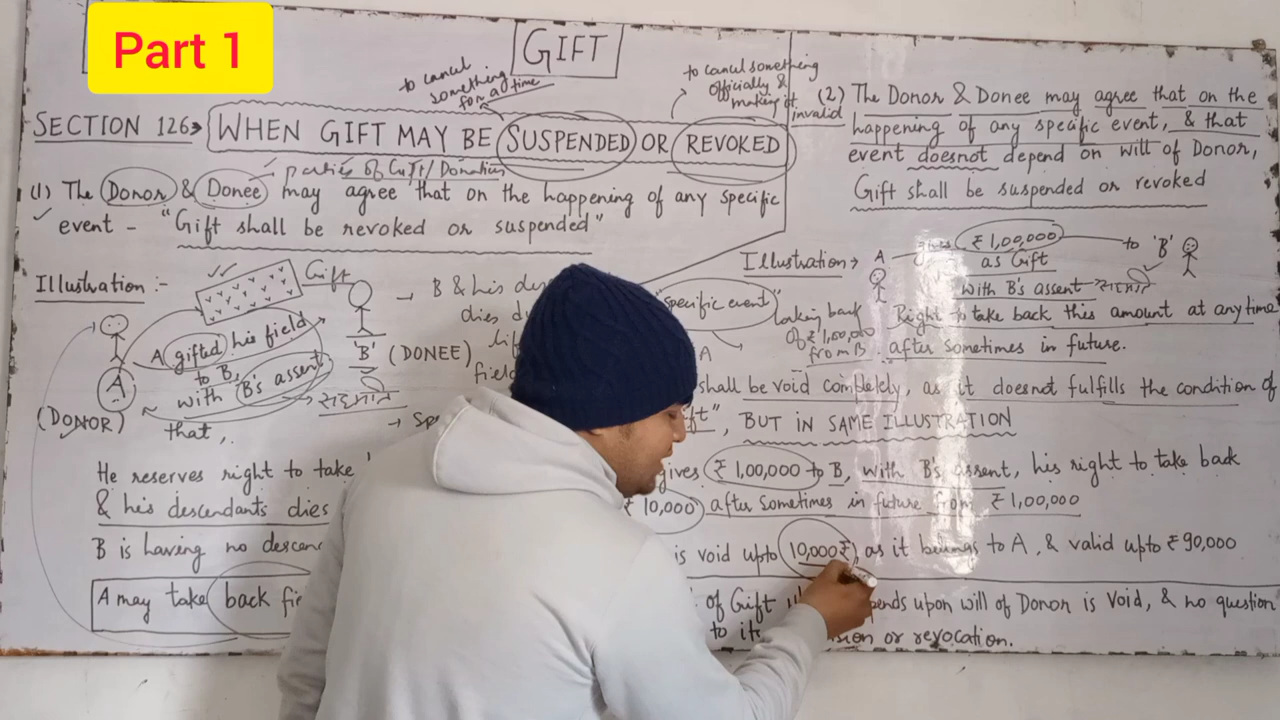 Part 1
GIFT
to cancel
something
for a time
to cancel something
officially &
making it
invalid
SECTION 126→ WHEN GIFT MAY BE SUSPENDED OR REVOKED
parties of Gift/Donation
(1) The Donor & Donee may agree that on the happening of any specific
event - "Gift shall be revoked or suspended"
Illustration :-
Gift
A gifted his field
to B,
with B's assent
A
(DONOR)
'B' (DONEE)
सहमति
that,
→ B & his des
dies d
lif
fie
→ Sp
He reserves right to take
& his descendants dies
B is having no descen
A may take back fie
(2) The Donor & Donee may agree that on the
happening of any specific event, & that
event doesnot depend on will of Donor,
Gift shall be suspended or revoked
Illustration →
A gives ₹ 1,00,000 to 'B'
as Gift
with B's assent सहमति
"specific event"
taking back
of ₹ 1,00,000
from B
A
Right to take back this amount at any time
after sometimes in future.
shall be void completely, as it doesnot fulfills the condition of
ift", BUT IN SAME ILLUSTRATION
gives ₹ 1,00,000 to B, with B's assent, his right to take back
₹ 10,000 after sometimes in future from ₹ 1,00,000
is void upto 10,000₹, as it belongs to A, & valid upto ₹ 90,000
of Gift pends upon will of Donor is void, & no question
to its sion or revocation.